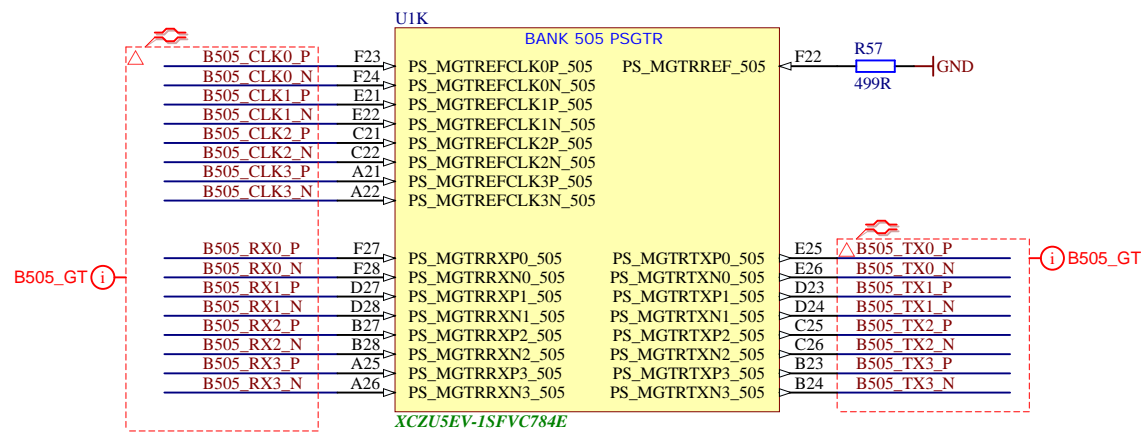 U1K
BANK 505 PSGTR
B505_CLK0_P F23 PS_MGTREFCLK0P_505 PS_MGTRREF_505 F22 R57 499R GND
B505_CLK0_N F24 PS_MGTREFCLK0N_505
B505_CLK1_P E21 PS_MGTREFCLK1P_505
B505_CLK1_N E22 PS_MGTREFCLK1N_505
B505_CLK2_P C21 PS_MGTREFCLK2P_505
B505_CLK2_N C22 PS_MGTREFCLK2N_505
B505_CLK3_P A21 PS_MGTREFCLK3P_505
B505_CLK3_N A22 PS_MGTREFCLK3N_505
B505_RX0_P F27 PS_MGTRRXP0_505 PS_MGTRTXP0_505 E25 B505_TX0_P
B505_GT i B505_RX0_N F28 PS_MGTRRXN0_505 PS_MGTRTXN0_505 E26 B505_TX0_N i B505_GT
B505_RX1_P D27 PS_MGTRRXP1_505 PS_MGTRTXP1_505 D23 B505_TX1_P
B505_RX1_N D28 PS_MGTRRXN1_505 PS_MGTRTXN1_505 D24 B505_TX1_N
B505_RX2_P B27 PS_MGTRRXP2_505 PS_MGTRTXP2_505 C25 B505_TX2_P
B505_RX2_N B28 PS_MGTRRXN2_505 PS_MGTRTXN2_505 C26 B505_TX2_N
B505_RX3_P A25 PS_MGTRRXP3_505 PS_MGTRTXP3_505 B23 B505_TX3_P
B505_RX3_N A26 PS_MGTRRXN3_505 PS_MGTRTXN3_505 B24 B505_TX3_N
XCZU5EV-1SFVC784E